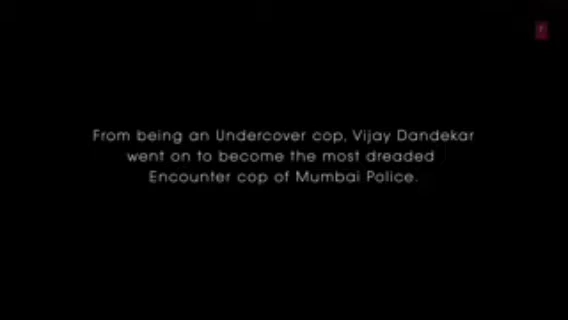 From being an Undercover cop, Vijay Dandekar
went on to become the most dreaded
Encounter cop of Mumbai Police.